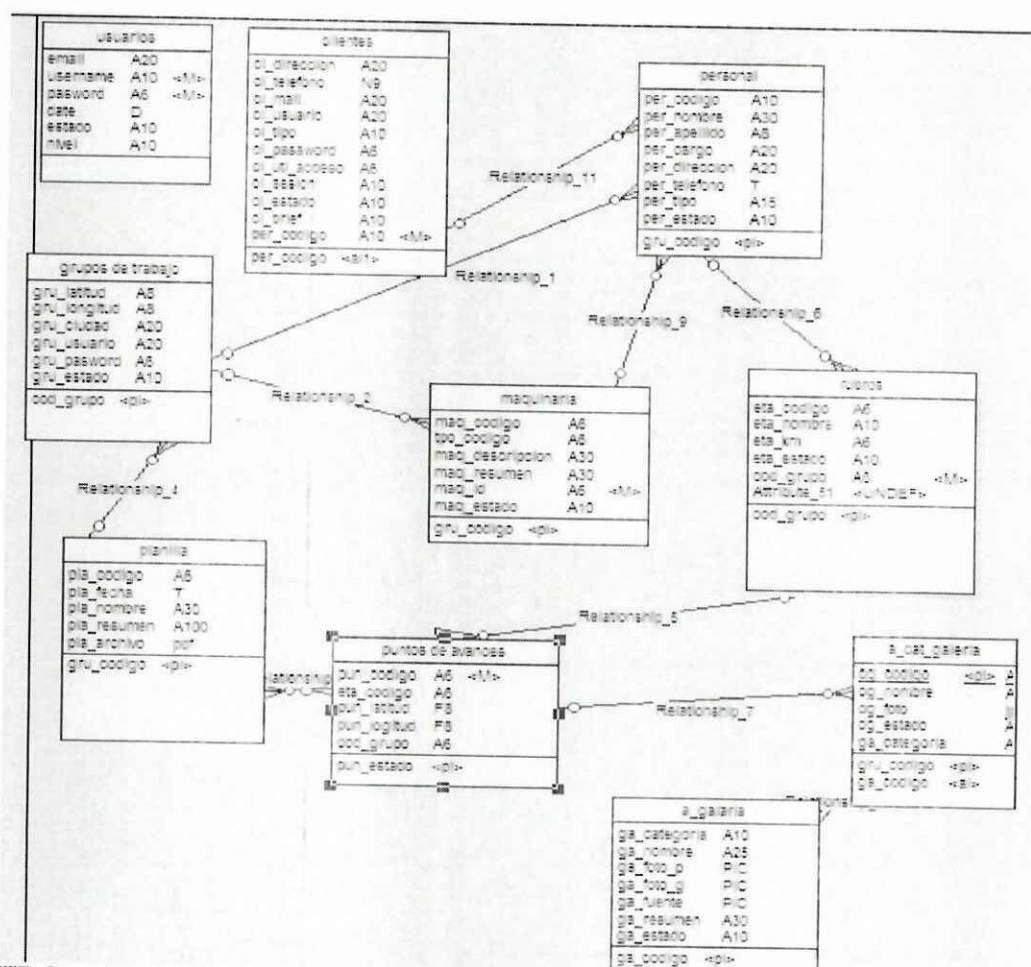 usuarios
email A20
username A10 <M>
pasword A6 <M>
date D
estado A10
nivel A10
clientes
cl_direccion A20
cl_telefono N9
cl_mail A20
cl_usuario A20
cl_tipo A10
cl_password A6
cl_utl_acceso A6
cl_sesion A10
cl_estado A10
cl_brief A10
per_codigo A10 <M>
per_codigo <ai1>
personal
per_codigo A10
per_nombre A30
per_apellido A8
per_cargo A20
per_direccion A20
per_telefono T
per_tipo A15
per_estado A10
gru_codigo <pi>
Relationship_11
Relationship_1
grupos de trabajo
gru_latitud A8
gru_longitud A8
gru_ciudad A20
gru_usuario A20
gru_pasword A6
gru_estado A10
cod_grupo <pi>
Relationship_9
Relationship_6
Relationship_2
maquinaria
maq_codigo A6
tpo_codigo A6
maq_descripcion A30
maq_resumen A30
maq_id A6 <M>
maq_estado A10
gru_codigo <pi>
rubros
eta_codigo A6
eta_nombre A10
eta_km A6
eta_estado A10
cod_grupo <M>
Attribute_51 <UNDEF>
cod_grupo <pi>
Relationship_4
planilla
pla_codigo A6
pla_fecha T
pla_nombre A30
pla_resumen A100
pla_archivo pdf
gru_codigo <pi>
Relationship_5
puntos de avances
pun_codigo A6 <M>
eta_codigo A6
pun_latitud F8
pun_logitud F8
cod_grupo A6
pun_estado <pi>
lationship
Relationship_7
a_cat_galeria
cg_codigo <pi> A
cg_nombre A
cg_foto
cg_estado A
ga_categoria A
gru_codigo <pi>
ga_codigo <ai>
a_galaria
ga_categoria A10
ga_nombre A25
ga_foto_p PIC
ga_foto_g PIC
ga_fuente PIC
ga_resumen A30
ga_estado A10
ga_codigo <pi>